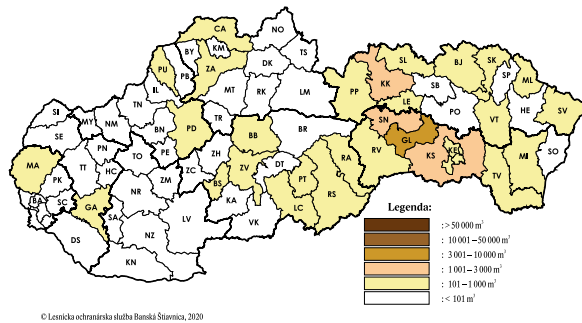 CA
NO
BY
KM
TS
PU
ZA
DK
PB
IL
MT
RK
LM
TN
SI
MY
NM
SE
BN
PD
TR
PN
TO
PE
BB
BR
MA
TT
HC
ZH
PK
ZM
ZC
BS
ZV
DT
RA
BA
SC
GA
NR
SA
KA
PT
LV
RS
LC
VK
DS
NZ
KN
SL
BJ
SK
KK
SB
SP
ML
PP
LE
PO
HE
SV
VT
SN
GL
RV
KS
KE
MI
SO
TV
Legenda:
: > 50 000 m³
: 10 001 – 50 000 m³
: 3 001 – 10 000 m³
: 1 001 – 3 000 m³
: 101 – 1 000 m³
: < 101 m³
© Lesnícka ochranárska služba Banská Štiavnica, 2020